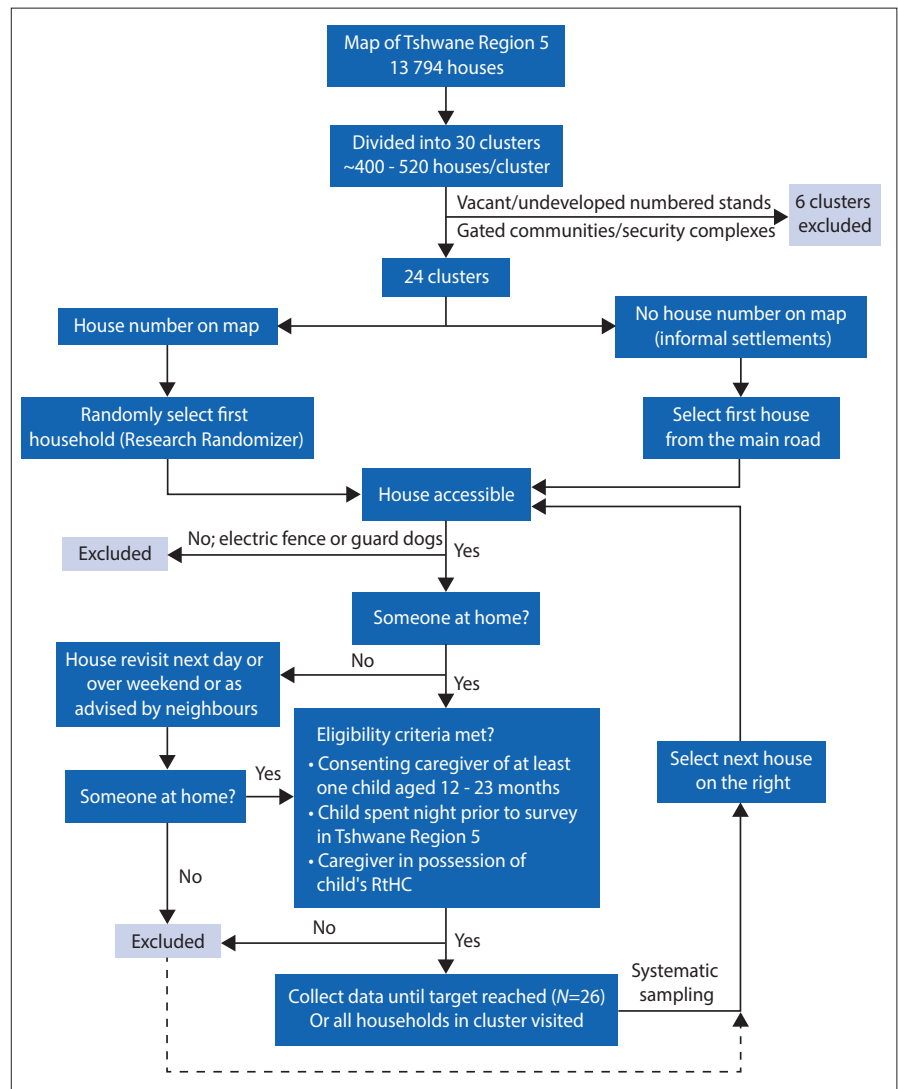 Map of Tshwane Region 5
13 794 houses
Divided into 30 clusters
~400 - 520 houses/cluster
Vacant/undeveloped numbered stands
Gated communities/security complexes
6 clusters
excluded
24 clusters
House number on map
No house number on map
(informal settlements)
Randomly select first
household (Research Randomizer)
Select first house
from the main road
House accessible
No; electric fence or guard dogs
Excluded
Yes
Someone at home?
No
Yes
House revisit next day or
over weekend or as
advised by neighbours
Eligibility criteria met?
• Consenting caregiver of at least
one child aged 12 - 23 months
• Child spent night prior to survey
in Tshwane Region 5
• Caregiver in possession of
child's RtHC
Select next house
on the right
Someone at home?
Yes
No
Excluded
No
Yes
Collect data until target reached (N=26)
Or all households in cluster visited
Systematic
sampling